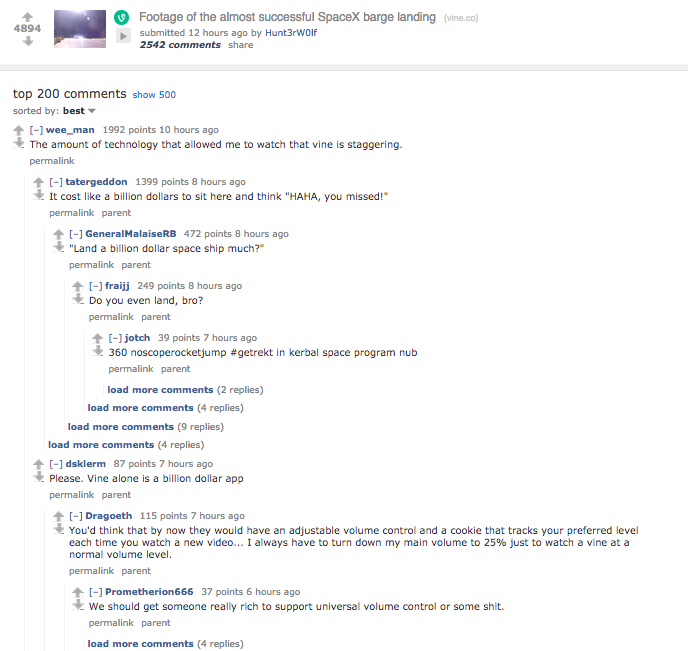 4894
Footage of the almost successful SpaceX barge landing (vine.co)
submitted 12 hours ago by Hunt3rW0lf
2542 comments share
top 200 comments show 500
sorted by: best
[–] wee_man 1992 points 10 hours ago
The amount of technology that allowed me to watch that vine is staggering.
permalink
[–] tatergeddon 1399 points 8 hours ago
It cost like a billion dollars to sit here and think "HAHA, you missed!"
permalink parent
[–] GeneralMalaiseRB 472 points 8 hours ago
"Land a billion dollar space ship much?"
permalink parent
[–] fraijj 249 points 8 hours ago
Do you even land, bro?
permalink parent
[–] jotch 39 points 7 hours ago
360 noscoperocketjump #getrekt in kerbal space program nub
permalink parent
load more comments (2 replies)
load more comments (4 replies)
load more comments (9 replies)
load more comments (4 replies)
[–] dsklerm 87 points 7 hours ago
Please. Vine alone is a billion dollar app
permalink parent
[–] Dragoeth 115 points 7 hours ago
You'd think that by now they would have an adjustable volume control and a cookie that tracks your preferred level
each time you watch a new video... I always have to turn down my main volume to 25% just to watch a vine at a
normal volume level.
permalink parent
[–] Prometherion666 37 points 6 hours ago
We should get someone really rich to support universal volume control or some shit.
permalink parent
load more comments (4 replies)